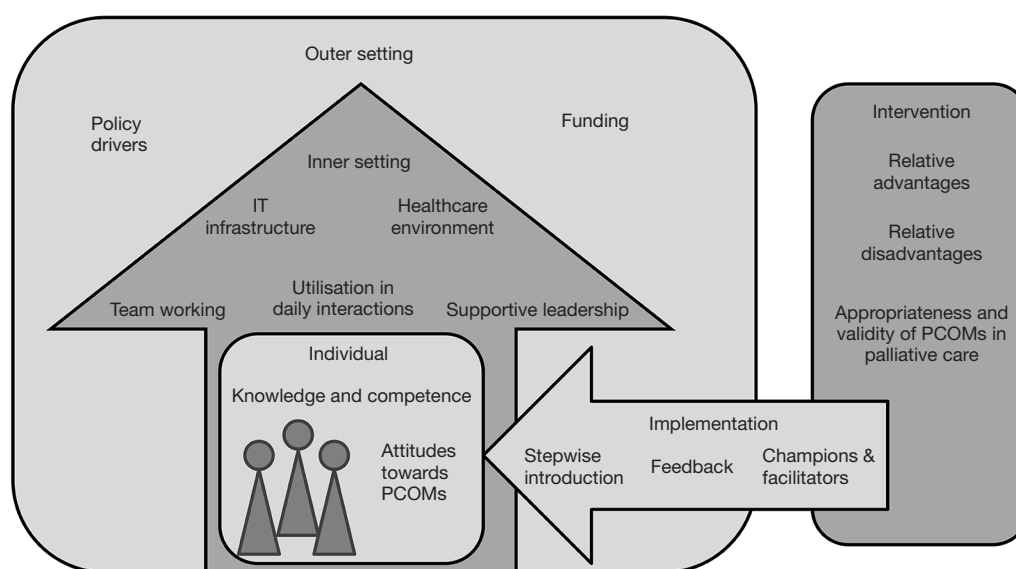 Outer setting
Policy
drivers
Funding
Inner setting
IT
infrastructure
Healthcare
environment
Team working
Utilisation in
daily interactions
Supportive leadership
Individual
Knowledge and competence
Attitudes
towards
PCOMs
Implementation
Stepwise
introduction
Feedback
Champions &
facilitators
Intervention
Relative
advantages
Relative
disadvantages
Appropriateness and
validity of PCOMs in
palliative care